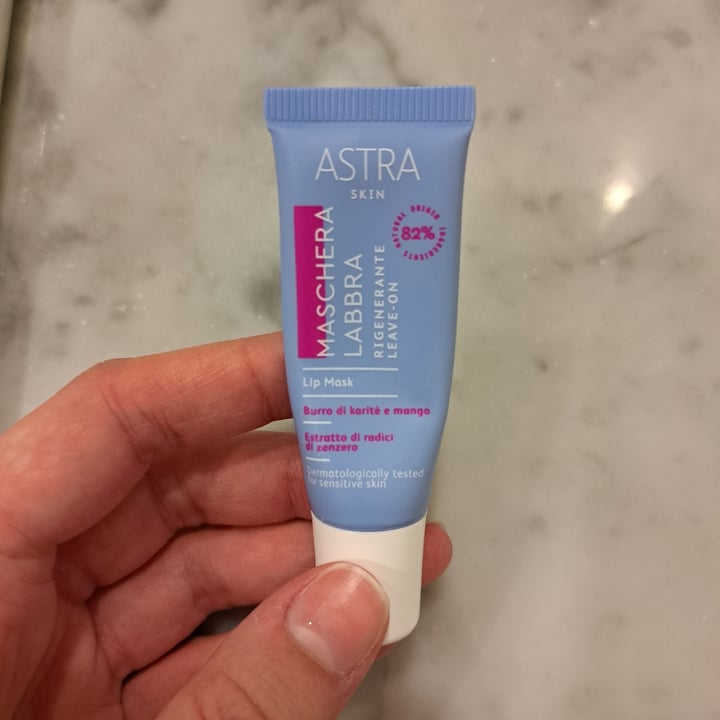 ASTRA
SKIN
MASCHERA
LABBRA
RIGENERANTE
LEAVE-ON
NATURAL ORIGIN INGREDIENTS
82%
Lip Mask
Burro di karitè e mango
Estratto di radici
di zenzero
Dermatologically tested
for sensitive skin